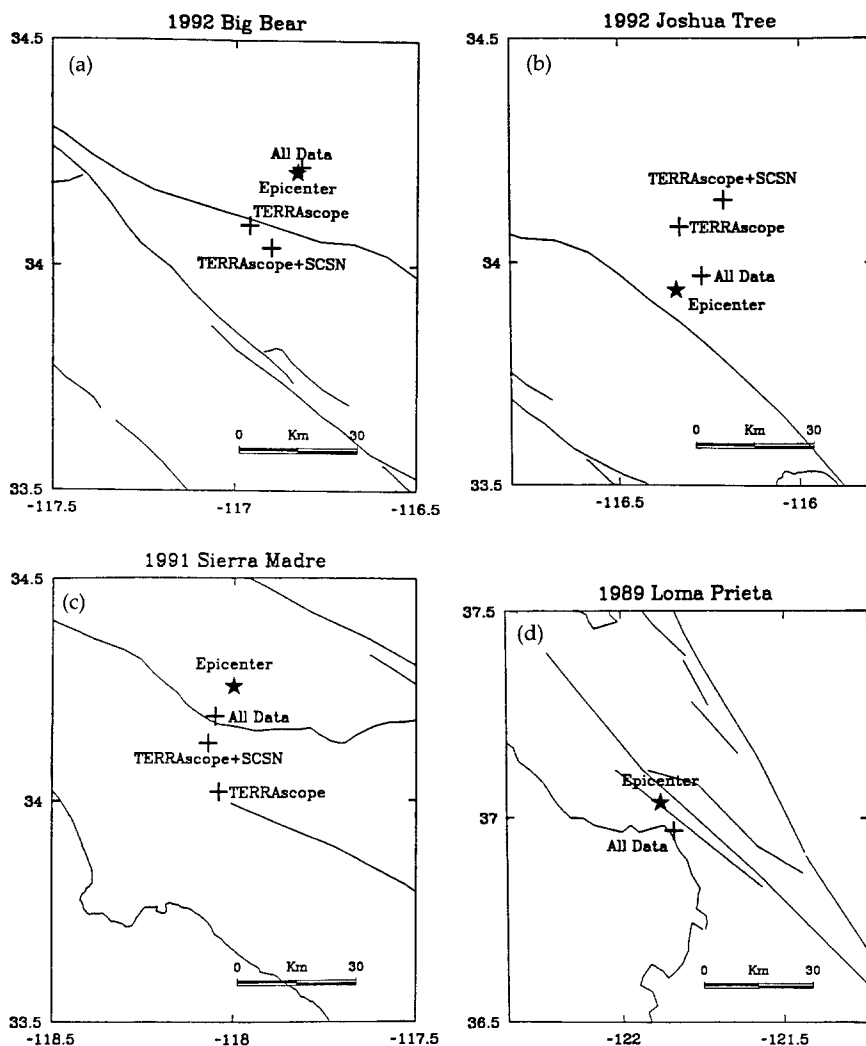 1992 Big Bear
34.5
(a)
All Data
Epicenter
TERRAscope
34
TERRAscope+SCSN
0 Km 30
33.5
-117.5 -117 -116.5
1992 Joshua Tree
34.5
(b)
TERRAscope+SCSN
TERRAscope
34
All Data
Epicenter
0 Km 30
33.5
-116.5 -116
1991 Sierra Madre
34.5
(c)
Epicenter
All Data
TERRAscope+SCSN
34
TERRAscope
0 Km 30
33.5
-118.5 -118 -117.5
1989 Loma Prieta
37.5
(d)
Epicenter
37
All Data
0 Km 30
36.5
-122 -121.5